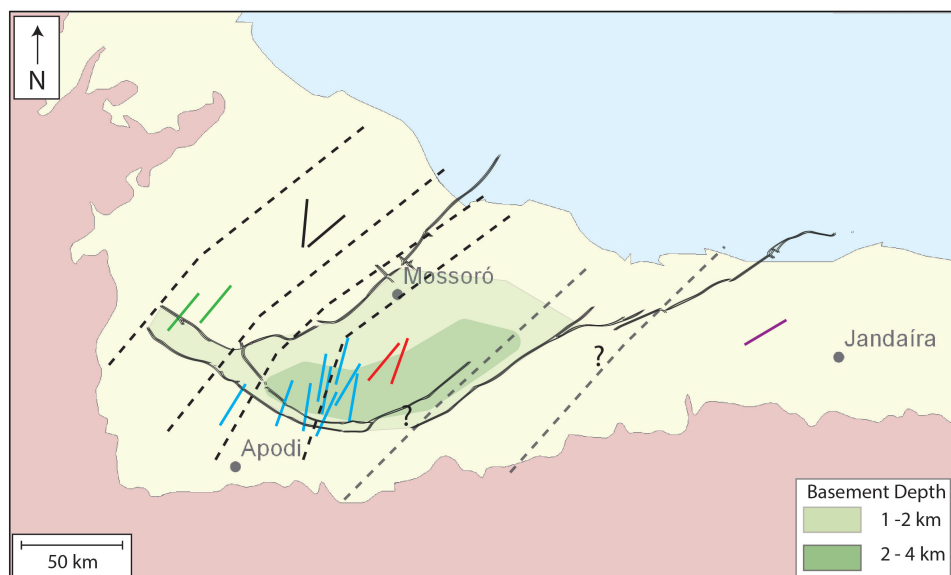 N
Mossoró
Jandaíra
?
?
Apodi
Basement Depth
1 -2 km
2 - 4 km
50 km